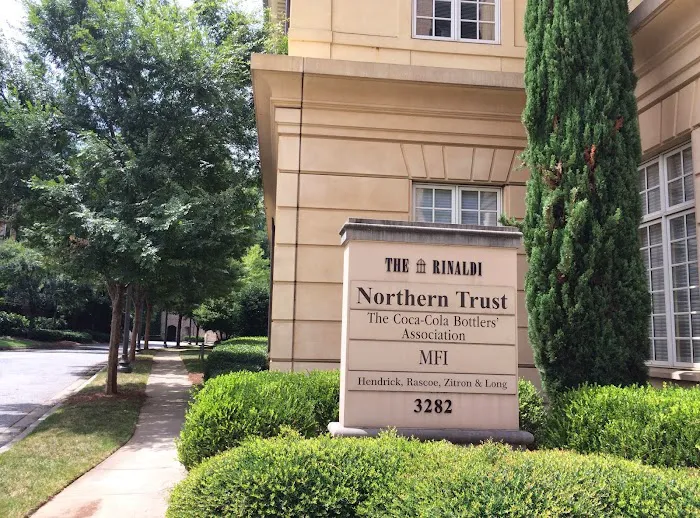 THE RINALDI
Northern Trust
The Coca-Cola Bottlers'
Association
MFI
Hendrick, Rascoe, Zitron & Long
3282